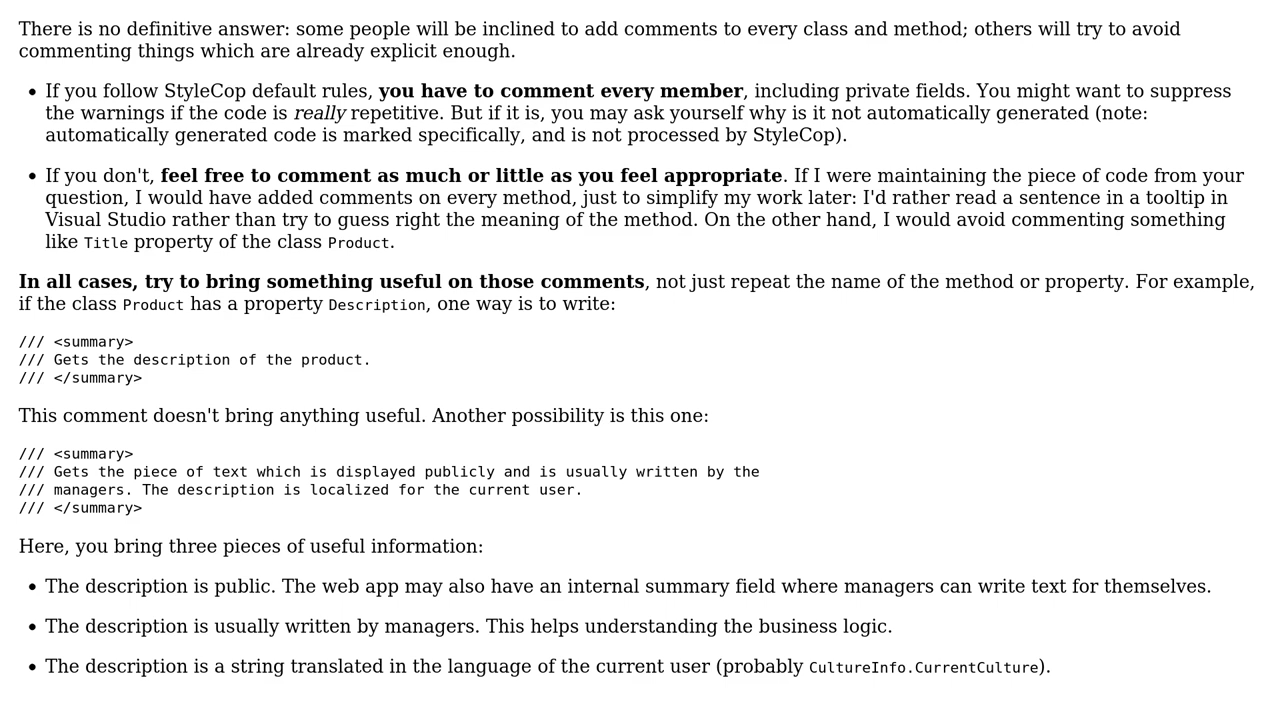 There is no definitive answer: some people will be inclined to add comments to every class and method; others will try to avoid
commenting things which are already explicit enough.
• If you follow StyleCop default rules, you have to comment every member, including private fields. You might want to suppress
the warnings if the code is really repetitive. But if it is, you may ask yourself why is it not automatically generated (note:
automatically generated code is marked specifically, and is not processed by StyleCop).
• If you don't, feel free to comment as much or little as you feel appropriate. If I were maintaining the piece of code from your
question, I would have added comments on every method, just to simplify my work later: I'd rather read a sentence in a tooltip in
Visual Studio rather than try to guess right the meaning of the method. On the other hand, I would avoid commenting something
like Title property of the class Product.
In all cases, try to bring something useful on those comments, not just repeat the name of the method or property. For example,
if the class Product has a property Description, one way is to write:
/// <summary>
/// Gets the description of the product.
/// </summary>
This comment doesn't bring anything useful. Another possibility is this one:
/// <summary>
/// Gets the piece of text which is displayed publicly and is usually written by the
/// managers. The description is localized for the current user.
/// </summary>
Here, you bring three pieces of useful information:
• The description is public. The web app may also have an internal summary field where managers can write text for themselves.
• The description is usually written by managers. This helps understanding the business logic.
• The description is a string translated in the language of the current user (probably CultureInfo.CurrentCulture).